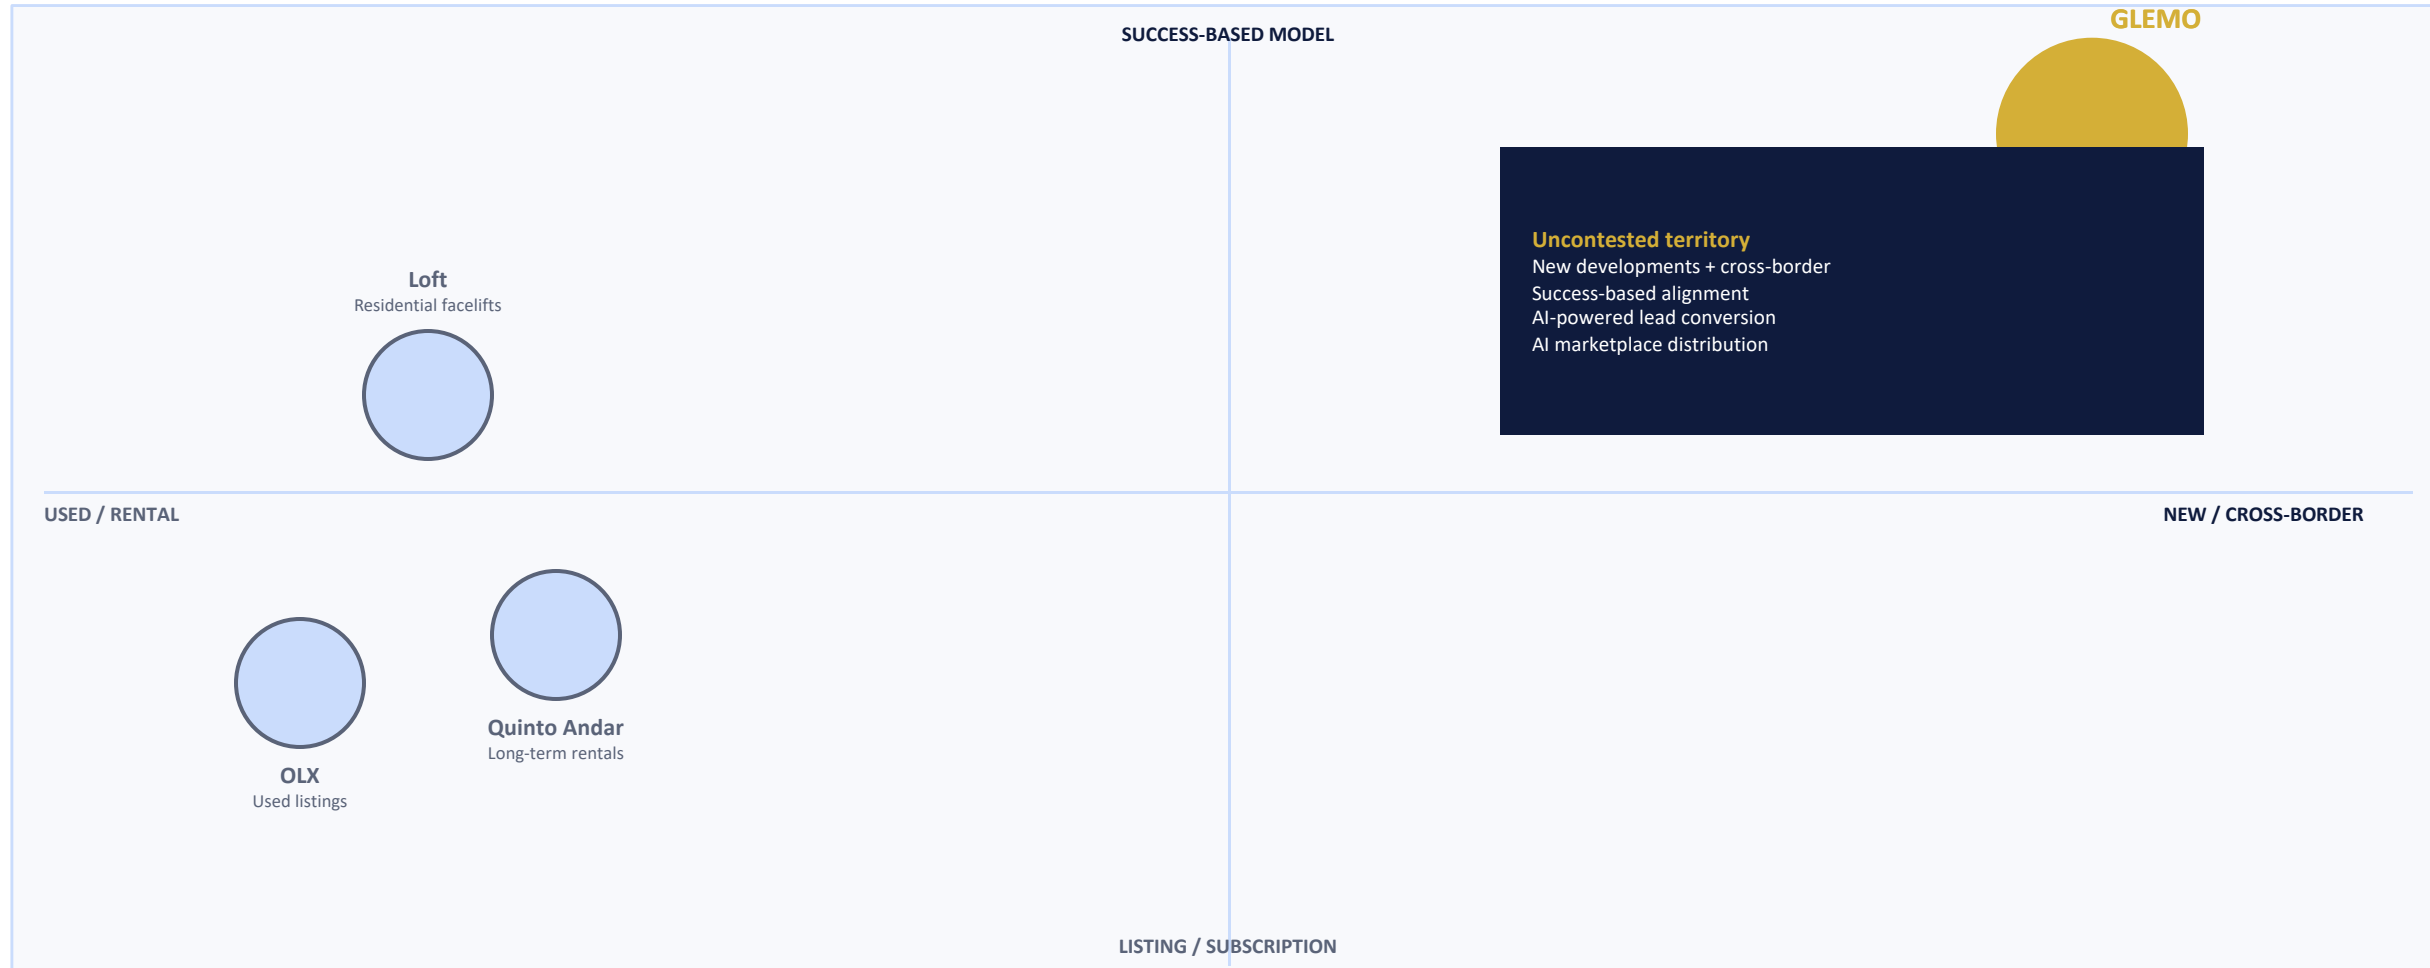 GLEMO
SUCCESS-BASED MODEL
Uncontested territory
New developments + cross-border
Success-based alignment
AI-powered lead conversion
AI marketplace distribution
Loft
Residential facelifts
USED / RENTAL
NEW / CROSS-BORDER
Quinto Andar
Long-term rentals
OLX
Used listings
LISTING / SUBSCRIPTION